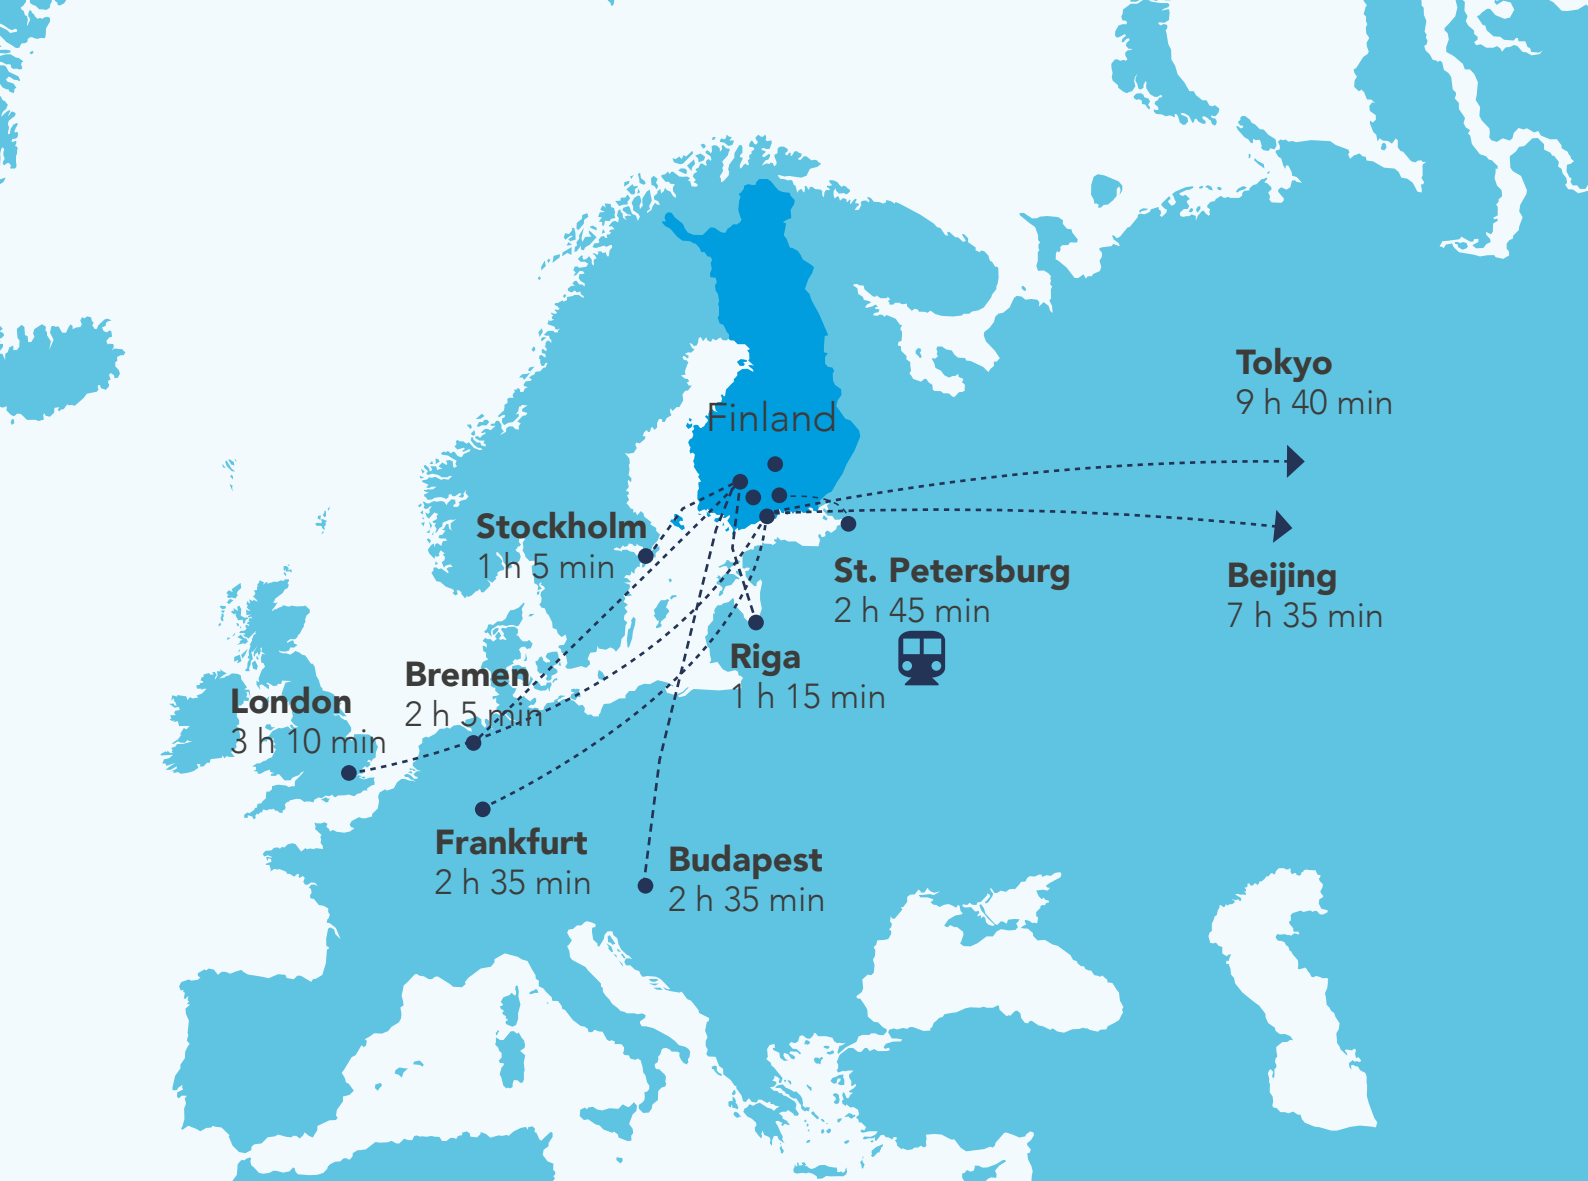 Tokyo
9 h 40 min
Finland
Stockholm
1 h 5 min
St. Petersburg
2 h 45 min
Beijing
7 h 35 min
Riga
1 h 15 min
Bremen
2 h 5 min
London
3 h 10 min
Frankfurt
2 h 35 min
Budapest
2 h 35 min